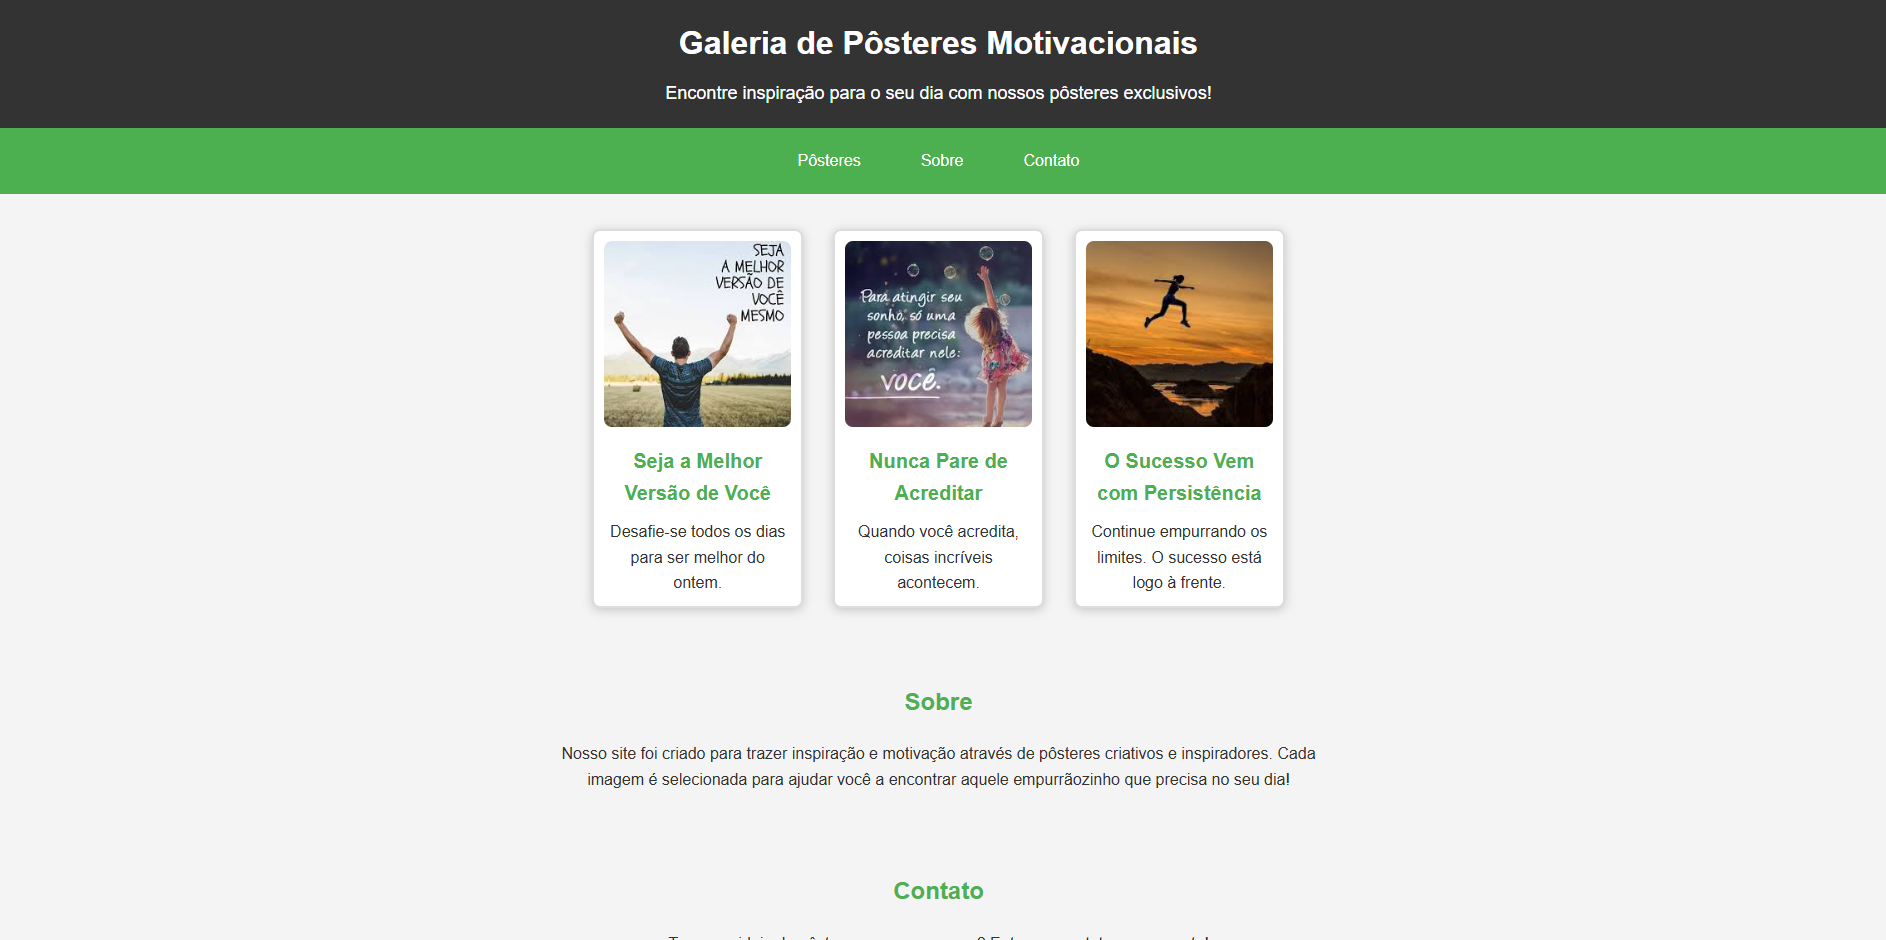 Galeria de Pôsteres Motivacionais
Encontre inspiração para o seu dia com nossos pôsteres exclusivos!
Pôsteres
Sobre
Contato
SEJA
A MELHOR
VERSÃO DE
VOCÊ
MESMO
Para atingir seu
sonho, só uma
pessoa precisa
acreditar nele:
você.
Seja a Melhor
Versão de Você
Desafie-se todos os dias
para ser melhor do
ontem.
Nunca Pare de
Acreditar
Quando você acredita,
coisas incríveis
acontecem.
O Sucesso Vem
com Persistência
Continue empurrando os
limites. O sucesso está
logo à frente.
Sobre
Nosso site foi criado para trazer inspiração e motivação através de pôsteres criativos e inspiradores. Cada
imagem é selecionada para ajudar você a encontrar aquele empurrãozinho que precisa no seu dia!
Contato